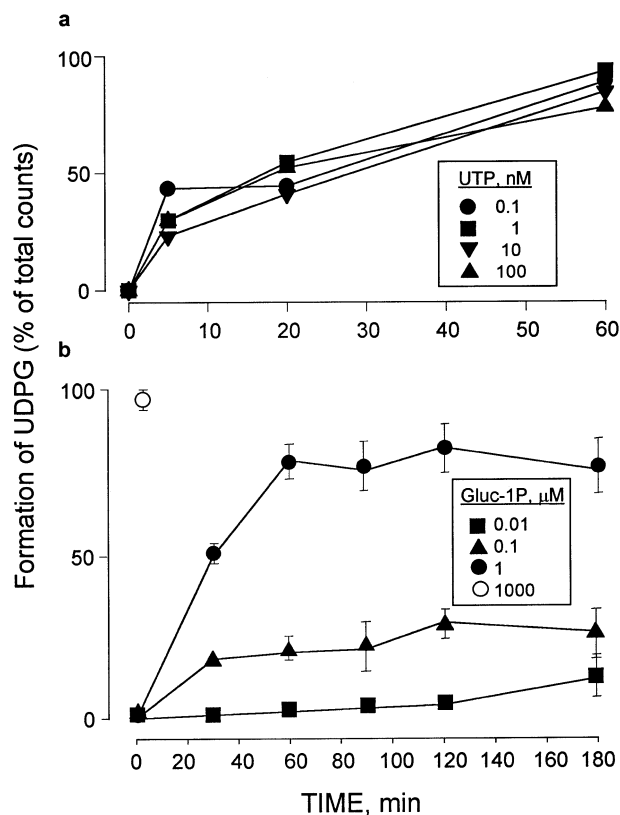 a
Formation of UDPG (% of total counts)
100
50
0
UTP, nM
0.1
1
10
100
0 10 20 30 40 50 60
b
100
50
0
Gluc-1P, μM
0.01
0.1
1
1000
0 20 40 60 80 100 120 140 160 180
TIME, min